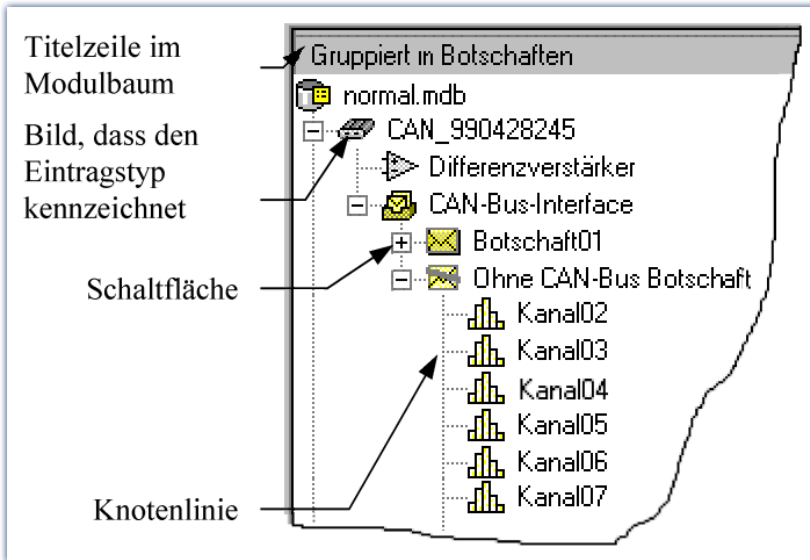 Titelzeile im
Modulbaum
Bild, dass den
Eintragstyp
kennzeichnet
Schaltfläche
Knotenlinie
Gruppiert in Botschaften
normal.mdb
CAN_990428245
Differenzverstärker
CAN-Bus-Interface
Botschaft01
Ohne CAN-Bus Botschaft
Kanal02
Kanal03
Kanal04
Kanal05
Kanal06
Kanal07